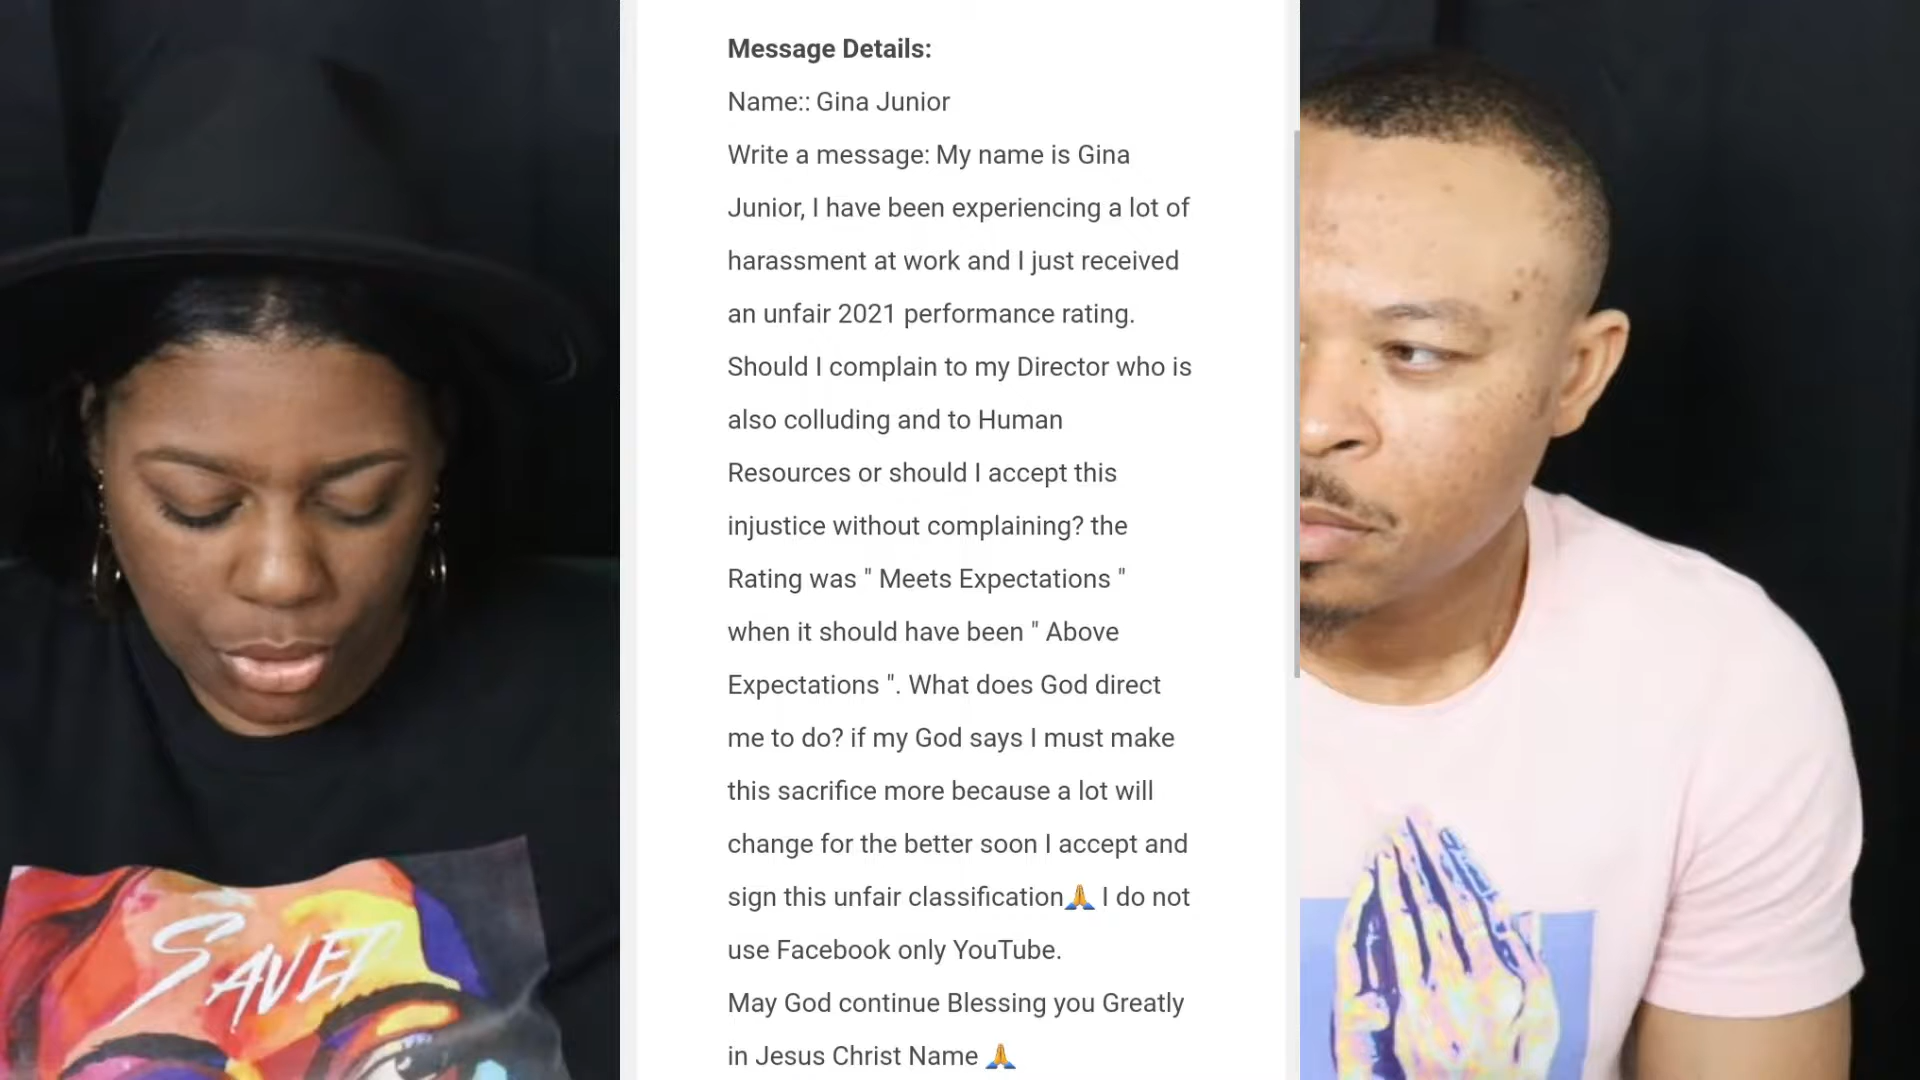 Message Details:
Name:: Gina Junior
Write a message: My name is Gina
Junior, I have been experiencing a lot of
harassment at work and I just received
an unfair 2021 performance rating.
Should I complain to my Director who is
also colluding and to Human
Resources or should I accept this
injustice without complaining? the
Rating was " Meets Expectations "
when it should have been " Above
Expectations ". What does God direct
me to do? if my God says I must make
this sacrifice more because a lot will
change for the better soon I accept and
sign this unfair classification🙏 I do not
use Facebook only YouTube.
May God continue Blessing you Greatly
in Jesus Christ Name 🙏
SAVED